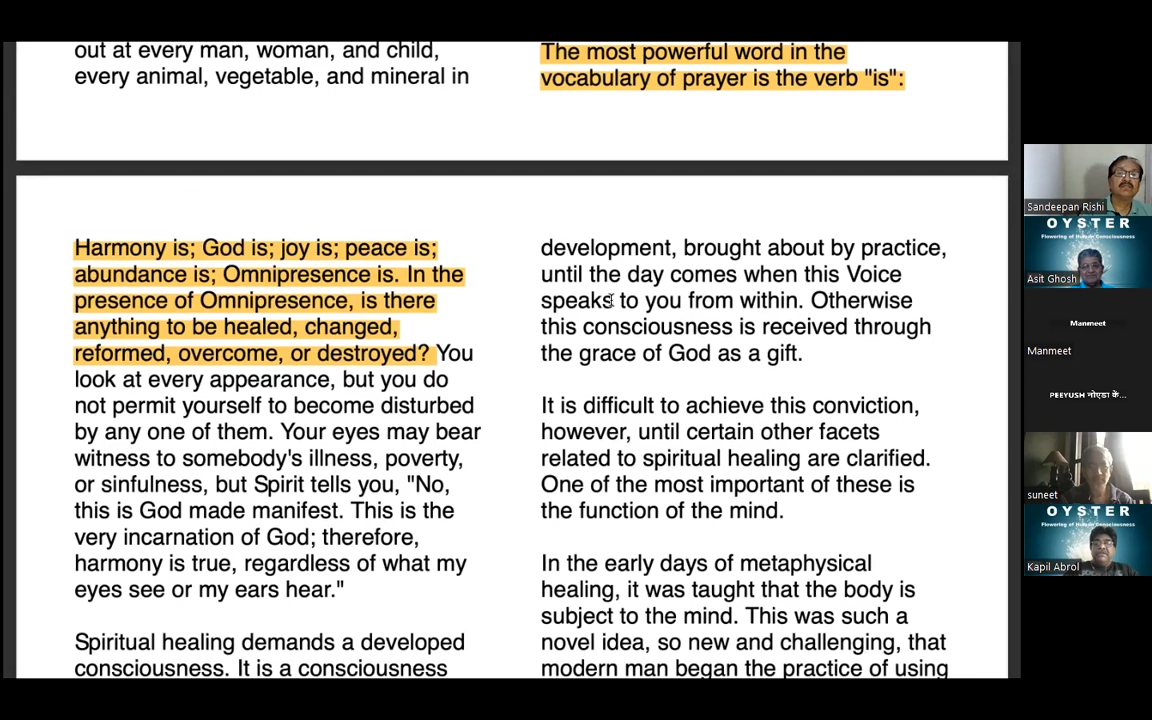 out at every man, woman, and child,
every animal, vegetable, and mineral in
The most powerful word in the
vocabulary of prayer is the verb "is":
Harmony is; God is; joy is; peace is;
abundance is; Omnipresence is. In the
presence of Omnipresence, is there
anything to be healed, changed,
reformed, overcome, or destroyed? You
look at every appearance, but you do
not permit yourself to become disturbed
by any one of them. Your eyes may bear
witness to somebody's illness, poverty,
or sinfulness, but Spirit tells you, "No,
this is God made manifest. This is the
very incarnation of God; therefore,
harmony is true, regardless of what my
eyes see or my ears hear."
Spiritual healing demands a developed
consciousness. It is a consciousness
development, brought about by practice,
until the day comes when this Voice
speaks to you from within. Otherwise
this consciousness is received through
the grace of God as a gift.
It is difficult to achieve this conviction,
however, until certain other facets
related to spiritual healing are clarified.
One of the most important of these is
the function of the mind.
In the early days of metaphysical
healing, it was taught that the body is
subject to the mind. This was such a
novel idea, so new and challenging, that
modern man began the practice of using
Sandeepan Rishi
OYSTER
Flowering of Human Consciousness
Asit Ghosh
Manmeet
Manmeet
PEEYUSH नोएडा के...
suneet
OYSTER
Flowering of Human Consciousness
Kapil Abrol